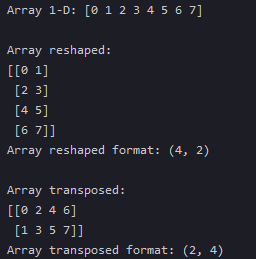 Array 1-D: [0 1 2 3 4 5 6 7]
Array reshaped:
[[0 1]
 [2 3]
 [4 5]
 [6 7]]
Array reshaped format: (4, 2)
Array transposed:
[[0 2 4 6]
 [1 3 5 7]]
Array transposed format: (2, 4)